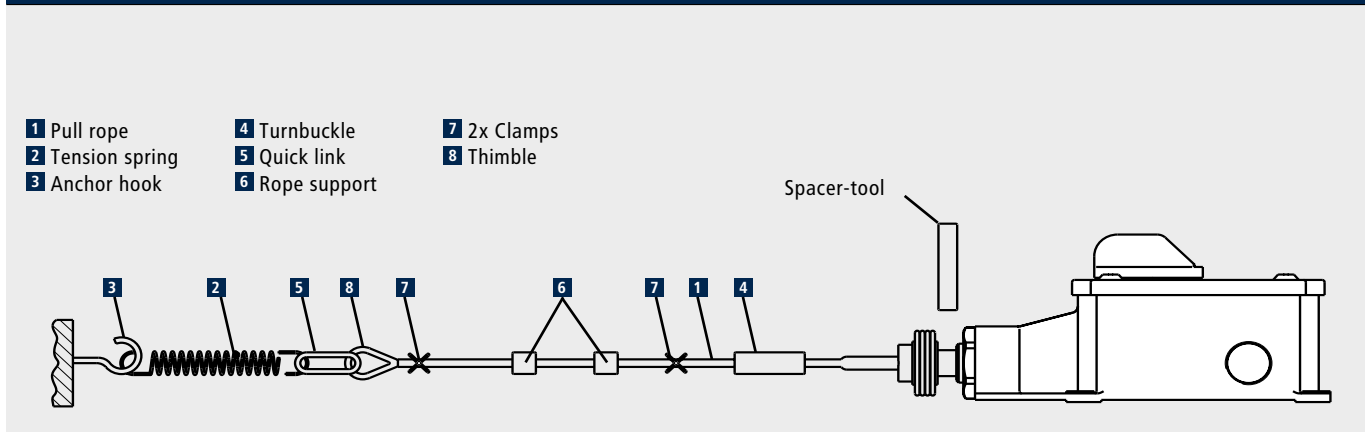 1 Pull rope
2 Tension spring
3 Anchor hook
4 Turnbuckle
5 Quick link
6 Rope support
7 2x Clamps
8 Thimble
Spacer-tool
3 2 5 8 7 6 7 1 4